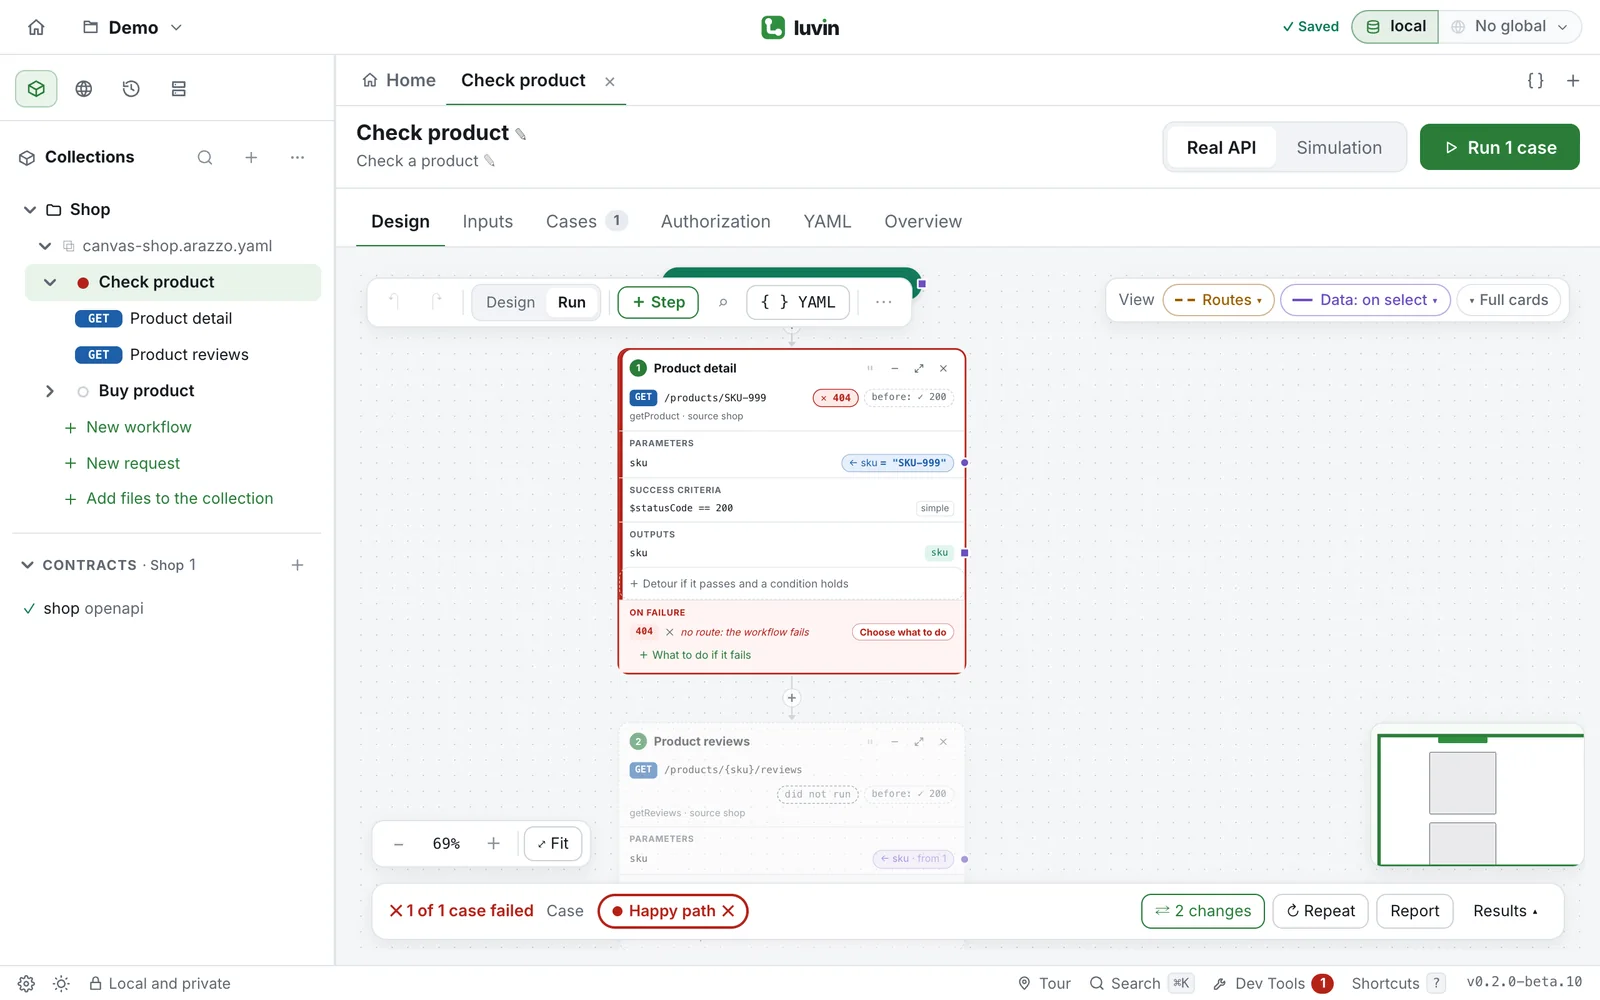 Demo
luvin
✓ Saved
local
No global
Home
Check product
{ }
Check product
Check a product
Real API
Simulation
Run 1 case
Collections
Shop
canvas-shop.arazzo.yaml
Check product
GET Product detail
GET Product reviews
Buy product
+ New workflow
+ New request
+ Add files to the collection
CONTRACTS · Shop 1
✓ shop openapi
Design
Inputs
Cases 1
Authorization
YAML
Overview
Design
Run
+ Step
{ } YAML
View
Routes
Data: on select
Full cards
1 Product detail
GET /products/SKU-999
× 404
before: ✓ 200
getProduct · source shop
PARAMETERS
sku
← sku = "SKU-999"
SUCCESS CRITERIA
$statusCode == 200
simple
OUTPUTS
sku
sku
+ Detour if it passes and a condition holds
ON FAILURE
404 × no route: the workflow fails
Choose what to do
+ What to do if it fails
2 Product reviews
GET /products/{sku}/reviews
did not run
before: ✓ 200
getReviews · source shop
PARAMETERS
sku
← sku · from 1
− 69% +
Fit
× 1 of 1 case failed
Case
Happy path ×
2 changes
Repeat
Report
Results
Local and private
Tour
Search ⌘K
Dev Tools 1
Shortcuts ?
v0.2.0-beta.10